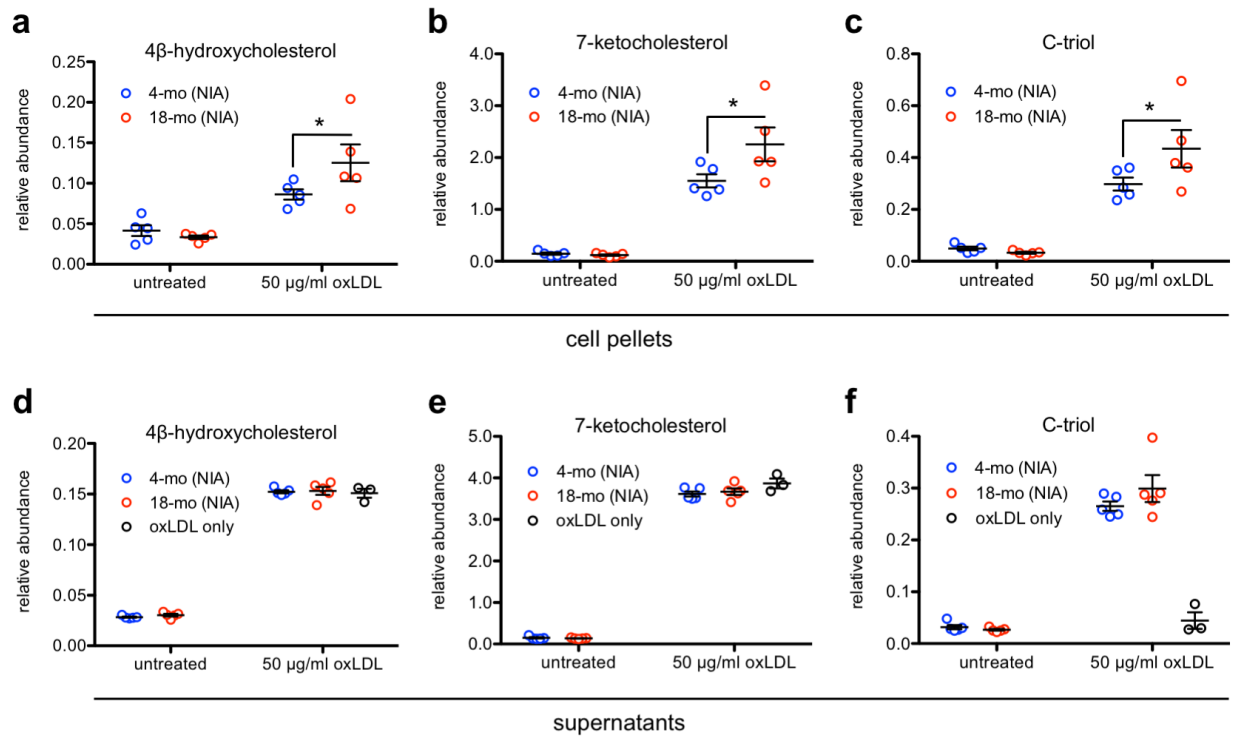 a
4β-hydroxycholesterol
relative abundance
0.25
0.20
0.15
0.10
0.05
0.00
4-mo (NIA)
18-mo (NIA)
*
untreated
50 µg/ml oxLDL
b
7-ketocholesterol
relative abundance
4.0
3.0
2.0
1.0
0.0
4-mo (NIA)
18-mo (NIA)
*
untreated
50 µg/ml oxLDL
c
C-triol
relative abundance
0.8
0.6
0.4
0.2
0.0
4-mo (NIA)
18-mo (NIA)
*
untreated
50 µg/ml oxLDL
cell pellets
d
4β-hydroxycholesterol
relative abundance
0.20
0.15
0.10
0.05
0.00
4-mo (NIA)
18-mo (NIA)
oxLDL only
untreated
50 µg/ml oxLDL
e
7-ketocholesterol
relative abundance
5.0
4.0
3.0
2.0
1.0
0.0
4-mo (NIA)
18-mo (NIA)
oxLDL only
untreated
50 µg/ml oxLDL
f
C-triol
relative abundance
0.4
0.3
0.2
0.1
0.0
4-mo (NIA)
18-mo (NIA)
oxLDL only
untreated
50 µg/ml oxLDL
supernatants